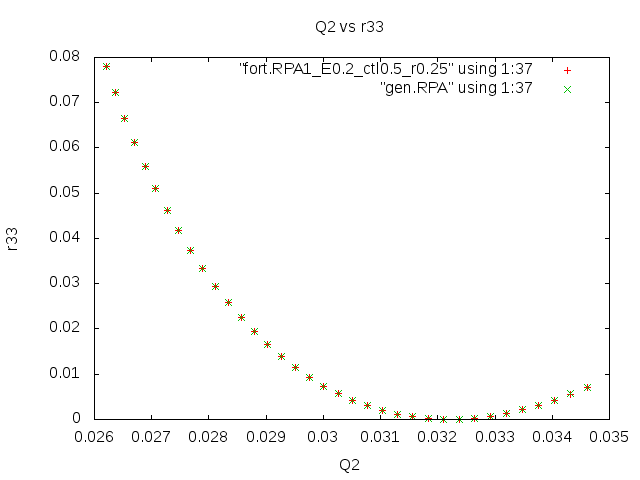 Q2 vs r33
"fort.RPA1_E0.2_ctl0.5_r0.25" using 1:37
"gen.RPA" using 1:37
0.08
0.07
0.06
0.05
0.04
0.03
0.02
0.01
0
r33
0.026 0.027 0.028 0.029 0.03 0.031 0.032 0.033 0.034 0.035
Q2